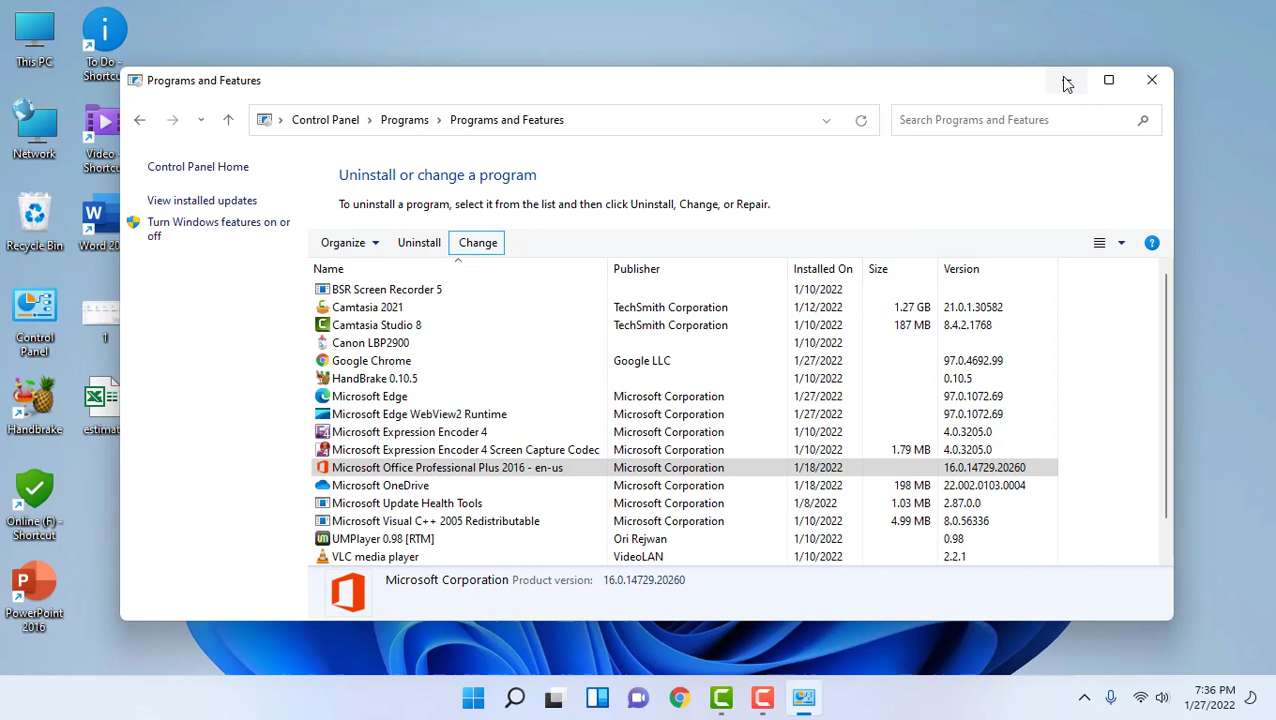 This PC
To Do -
Shortcut
Network
Video -
Shortcu
Recycle Bin
Word 20
Control
Panel
1
Handbrake
estimat
Online (F) -
Shortcut
PowerPoint
2016
Programs and Features
Control Panel > Programs > Programs and Features
Search Programs and Features
Control Panel Home
View installed updates
Turn Windows features on or
off
Uninstall or change a program
To uninstall a program, select it from the list and then click Uninstall, Change, or Repair.
Organize Uninstall Change
Name Publisher Installed On Size Version
BSR Screen Recorder 5 1/10/2022
Camtasia 2021 TechSmith Corporation 1/12/2022 1.27 GB 21.0.1.30582
Camtasia Studio 8 TechSmith Corporation 1/10/2022 187 MB 8.4.2.1768
Canon LBP2900 1/10/2022
Google Chrome Google LLC 1/27/2022 97.0.4692.99
HandBrake 0.10.5 1/10/2022 0.10.5
Microsoft Edge Microsoft Corporation 1/27/2022 97.0.1072.69
Microsoft Edge WebView2 Runtime Microsoft Corporation 1/27/2022 97.0.1072.69
Microsoft Expression Encoder 4 Microsoft Corporation 1/10/2022 4.0.3205.0
Microsoft Expression Encoder 4 Screen Capture Codec Microsoft Corporation 1/10/2022 1.79 MB 4.0.3205.0
Microsoft Office Professional Plus 2016 - en-us Microsoft Corporation 1/18/2022 16.0.14729.20260
Microsoft OneDrive Microsoft Corporation 1/18/2022 198 MB 22.002.0103.0004
Microsoft Update Health Tools Microsoft Corporation 1/8/2022 1.03 MB 2.87.0.0
Microsoft Visual C++ 2005 Redistributable Microsoft Corporation 1/10/2022 4.99 MB 8.0.56336
UMPlayer 0.98 [RTM] Ori Rejwan 1/10/2022 0.98
VLC media player VideoLAN 1/10/2022 2.2.1
Microsoft Corporation Product version: 16.0.14729.20260
7:36 PM
1/27/2022